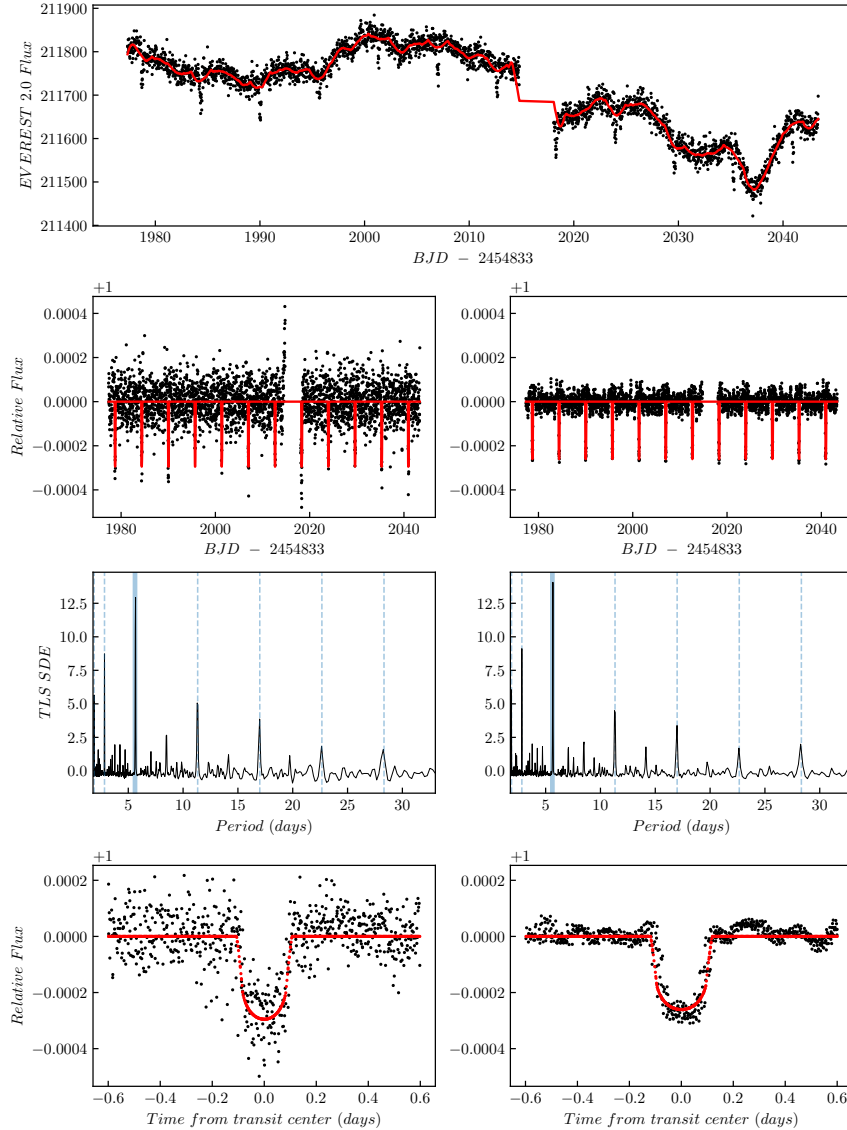 211900
211800
211700
211600
211500
211400
EVEREST 2.0 Flux
1980 1990 2000 2010 2020 2030 2040
BJD − 2454833
+1 +1
0.0004 0.0004
0.0002 0.0002
0.0000 0.0000
−0.0002 −0.0002
−0.0004 −0.0004
Relative Flux
1980 2000 2020 2040 1980 2000 2020 2040
BJD − 2454833 BJD − 2454833
12.5 12.5
10.0 10.0
7.5 7.5
5.0 5.0
2.5 2.5
0.0 0.0
TLS SDE
5 10 15 20 25 30 5 10 15 20 25 30
Period (days) Period (days)
+1 +1
0.0002 0.0002
0.0000 0.0000
−0.0002 −0.0002
−0.0004 −0.0004
Relative Flux
−0.6 −0.4 −0.2 0.0 0.2 0.4 0.6 −0.6 −0.4 −0.2 0.0 0.2 0.4 0.6
Time from transit center (days) Time from transit center (days)